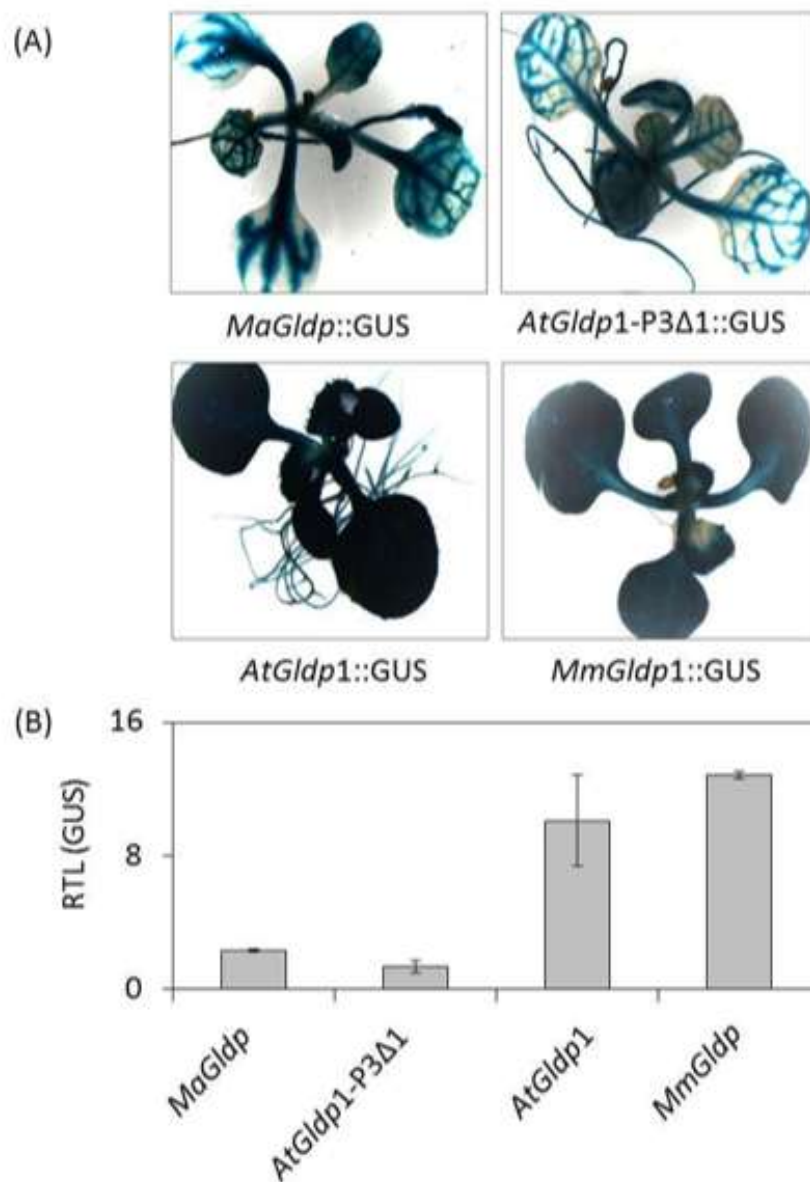 (A)
MaGldp::GUS
AtGldp1-P3Δ1::GUS
AtGldp1::GUS
MmGldp1::GUS
(B)
16
8
0
RTL (GUS)
MaGldp
AtGldp1-P3Δ1
AtGldp1
MmGldp